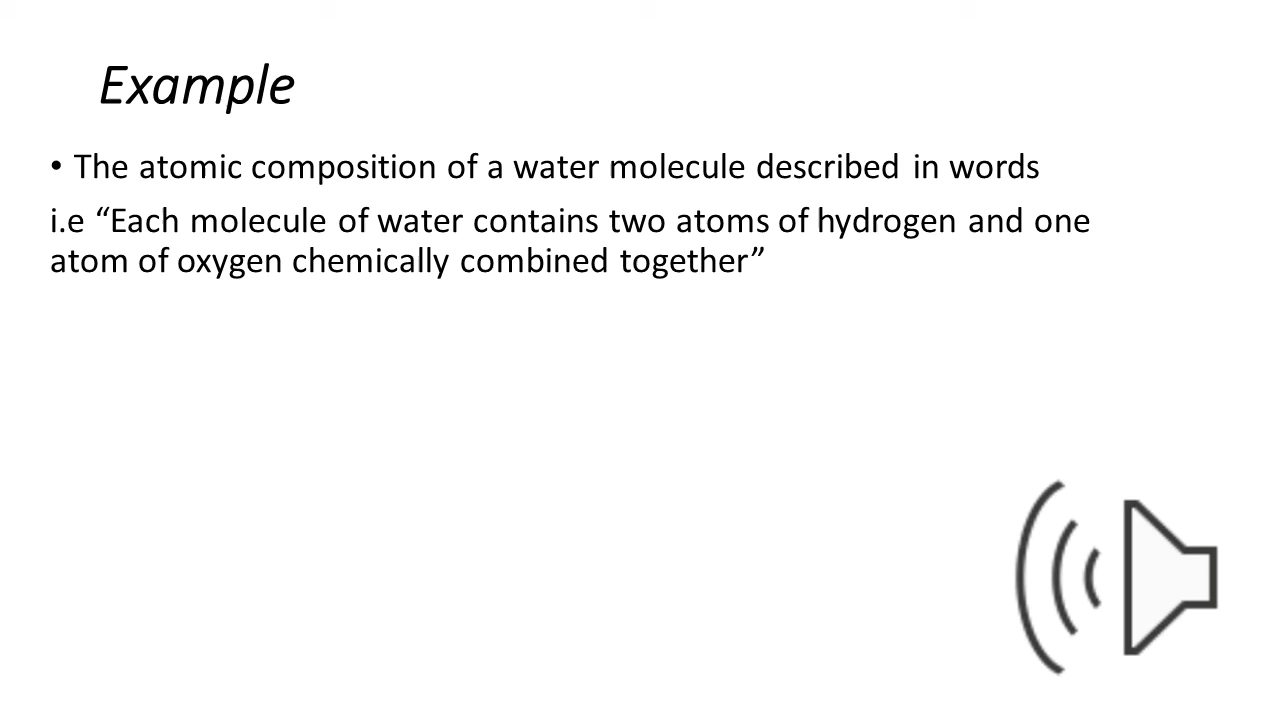 Example
• The atomic composition of a water molecule described in words
i.e “Each molecule of water contains two atoms of hydrogen and one
atom of oxygen chemically combined together”